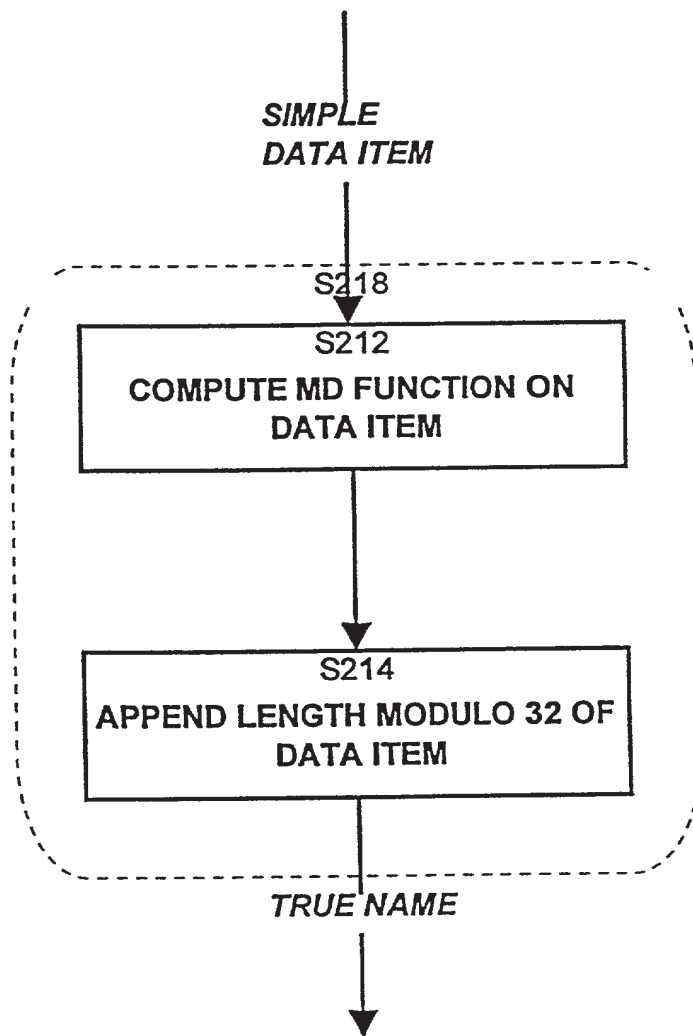 SIMPLE
DATA ITEM
S218
S212
COMPUTE MD FUNCTION ON
DATA ITEM
S214
APPEND LENGTH MODULO 32 OF
DATA ITEM
TRUE NAME